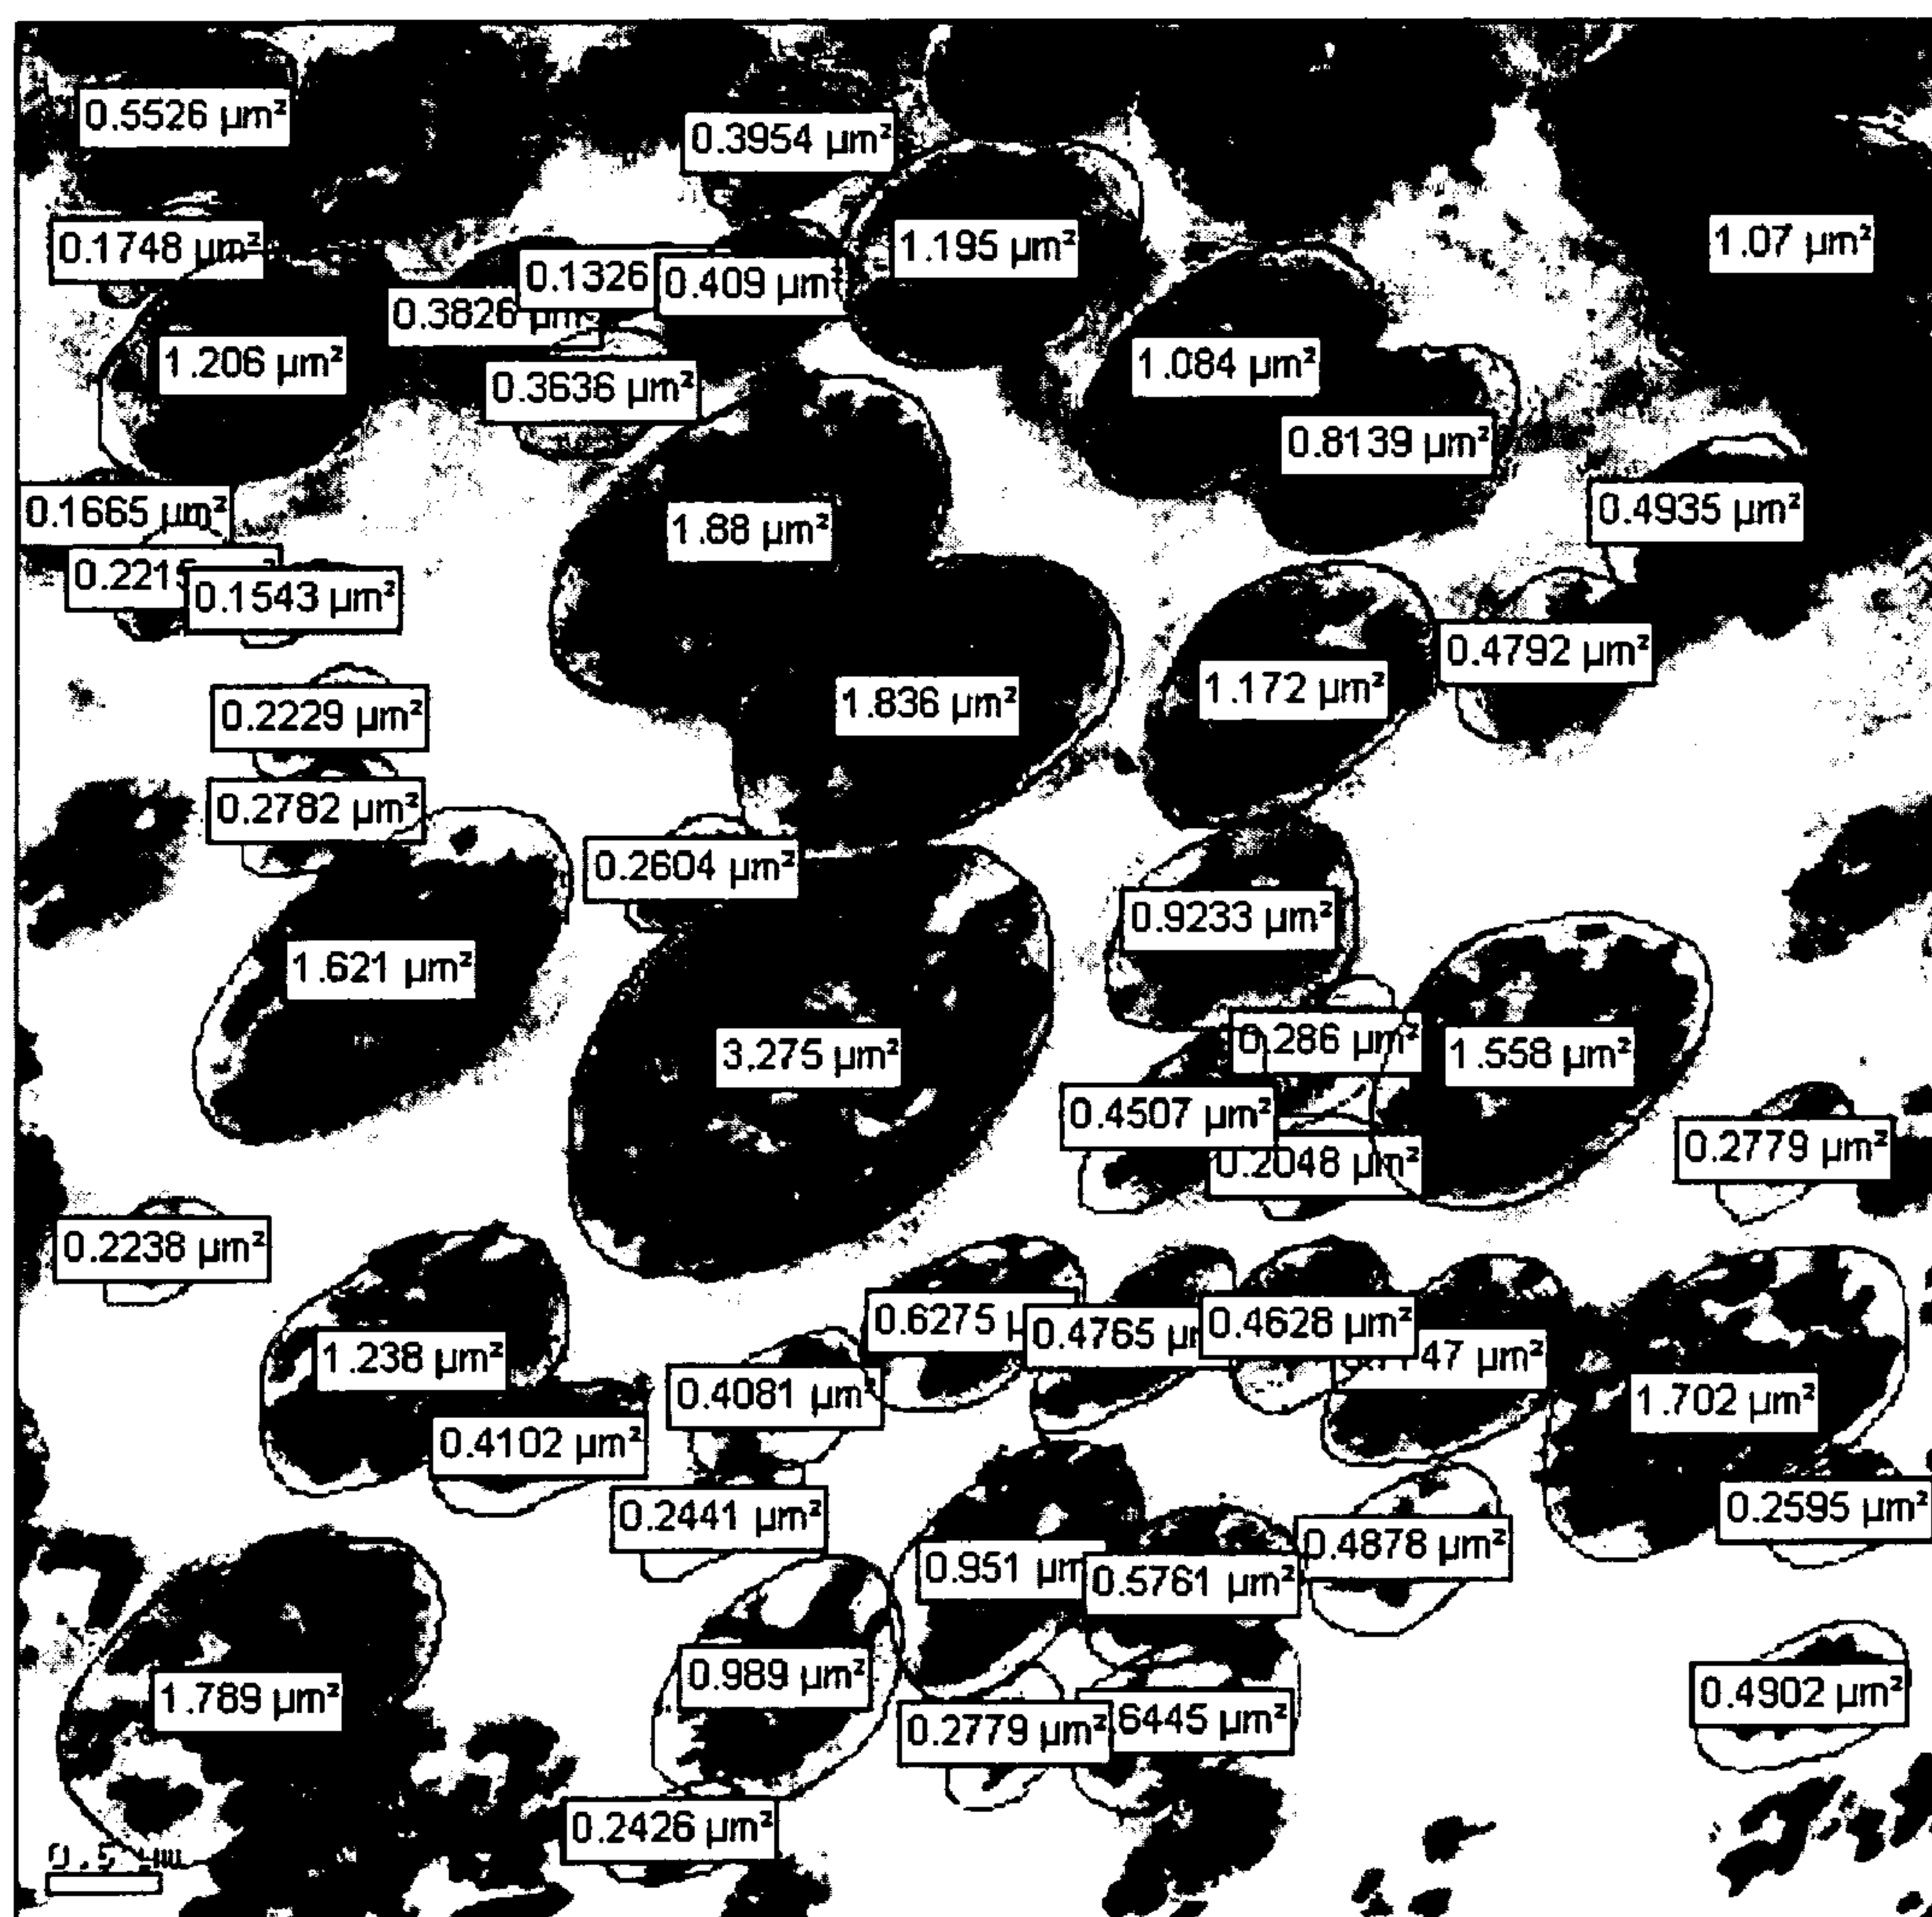 0.5526 µm²
0.3954 µm²
0.1748 µm²
1.195 µm²
1.07 µm²
0.1326
0.409 µm²
0.3826 µm²
1.206 µm²
0.3636 µm²
1.084 µm²
0.8139 µm²
0.1665 µm²
1.88 µm²
0.4935 µm²
0.2215
0.1543 µm²
0.4792 µm²
0.2229 µm²
1.836 µm²
1.172 µm²
0.2782 µm²
0.2604 µm²
0.9233 µm²
1.621 µm²
3.275 µm²
0.286 µm²
1.558 µm²
0.4507 µm²
0.2048 µm²
0.2779 µm²
0.2238 µm²
0.6275 µ
0.4765 µm
0.4628 µm²
47 µm²
1.238 µm²
0.4081 µm²
1.702 µm²
0.4102 µm²
0.2441 µm²
0.2595 µm²
0.951 µm
0.5761 µm²
0.4878 µm²
1.789 µm²
0.989 µm²
0.2779 µm²
6445 µm²
0.4902 µm²
0.2426 µm²